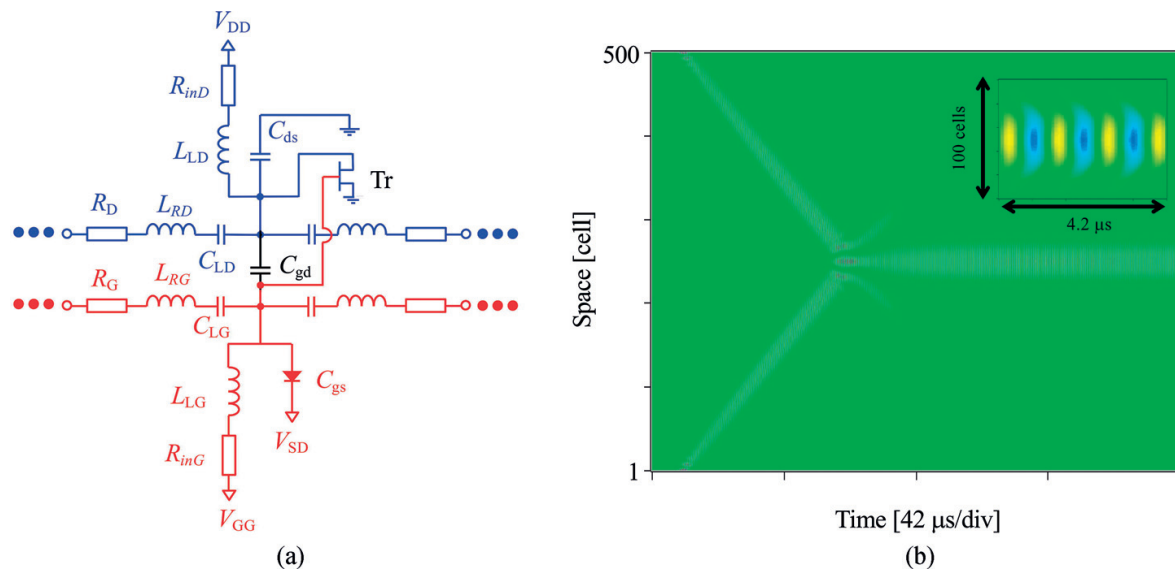 V_DD
R_inD
C_ds
L_LD
Tr
R_D
L_RD
C_LD
C_gd
R_G
L_RG
C_LG
L_LG
C_gs
V_SD
R_inG
V_GG
(a)
500
100 cells
4.2 µs
Space [cell]
1
Time [42 µs/div]
(b)